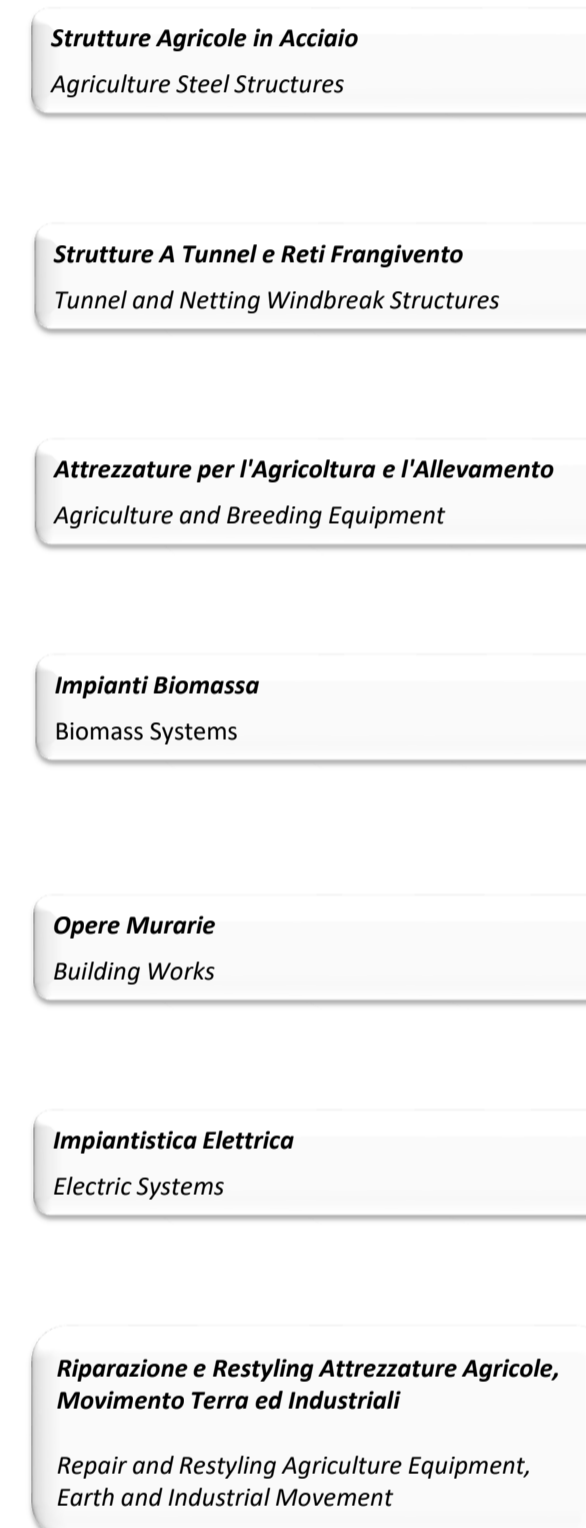 Strutture Agricole in Acciaio
Agriculture Steel Structures
Strutture A Tunnel e Reti Frangivento
Tunnel and Netting Windbreak Structures
Attrezzature per l'Agricoltura e l'Allevamento
Agriculture and Breeding Equipment
Impianti Biomassa
Biomass Systems
Opere Murarie
Building Works
Impiantistica Elettrica
Electric Systems
Riparazione e Restyling Attrezzature Agricole,
Movimento Terra ed Industriali
Repair and Restyling Agriculture Equipment,
Earth and Industrial Movement